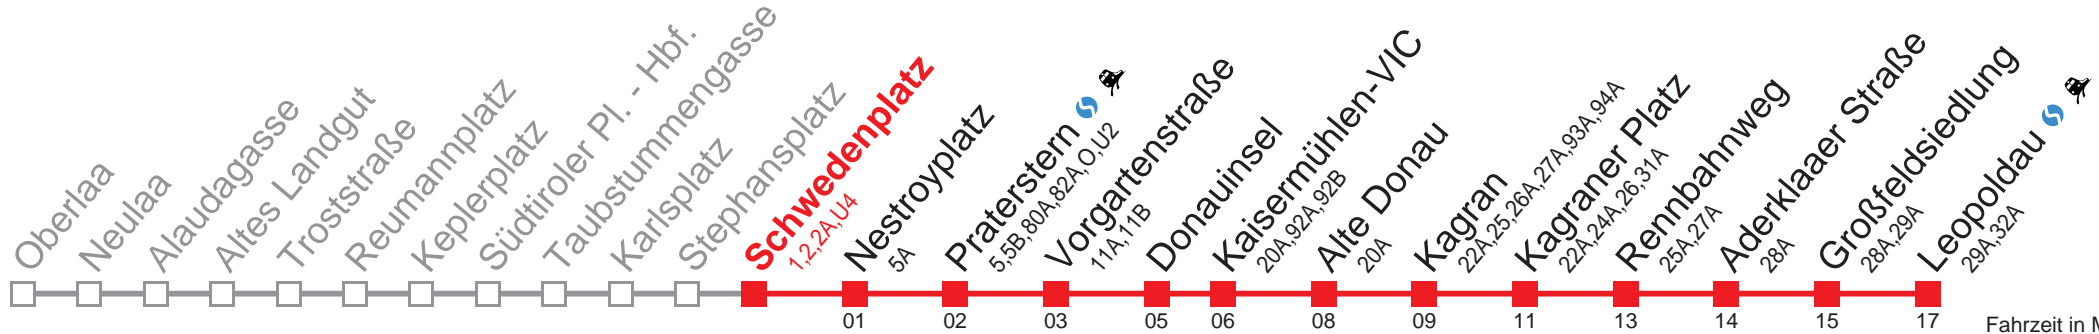 Oberlaa
Neulaa
Alaudagasse
Altes Landgut
Troststraße
Reumannplatz
Keplerplatz
Südtiroler Pl. - Hbf.
Taubstummengasse
Karlsplatz
Stephansplatz
Schwedenplatz
1,2,2A,U4
Nestroyplatz
5A
Praterstern
5,5B,80A,82A,O,U2
Vorgartenstraße
11A,11B
Donauinsel
Kaisermühlen-VIC
20A,92A,92B
Alte Donau
20A
Kagran
22A,25,26A,27A,93A,94A
Kagraner Platz
22A,24A,26,31A
Rennbahnweg
25A,27A
Aderklaaer Straße
28A
Großfeldsiedlung
28A,29A
Leopoldau
29A,32A
01 02 03 05 06 08 09 11 13 14 15 17 Fahrzeit in M